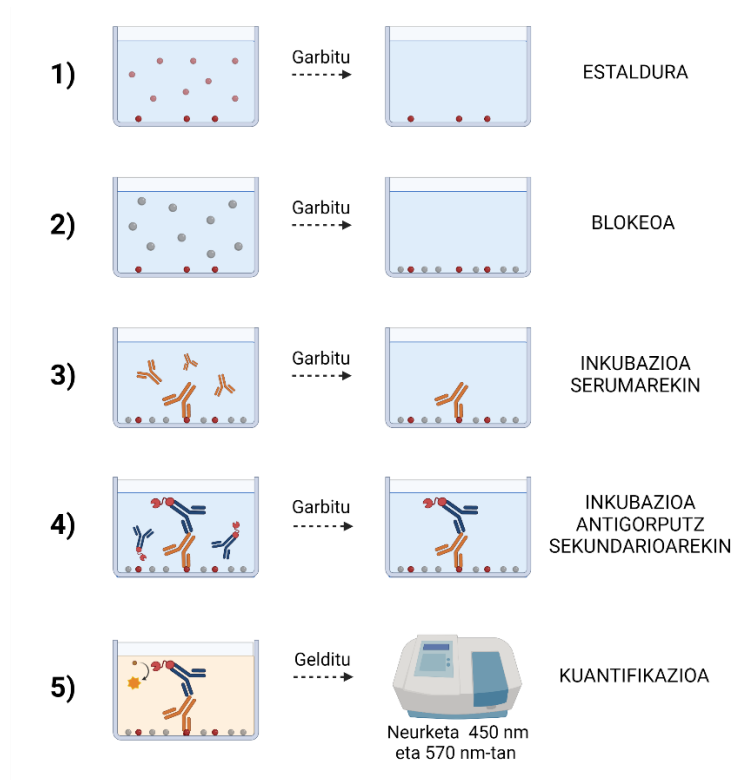 1)
Garbitu
ESTALDURA
2)
Garbitu
BLOKEOA
3)
Garbitu
INKUBAZIOA
SERUMAREKIN
4)
Garbitu
INKUBAZIOA
ANTIGORPUTZ
SEKUNDARIOAREKIN
5)
Gelditu
KUANTIFIKAZIOA
Neurketa 450 nm
eta 570 nm-tan